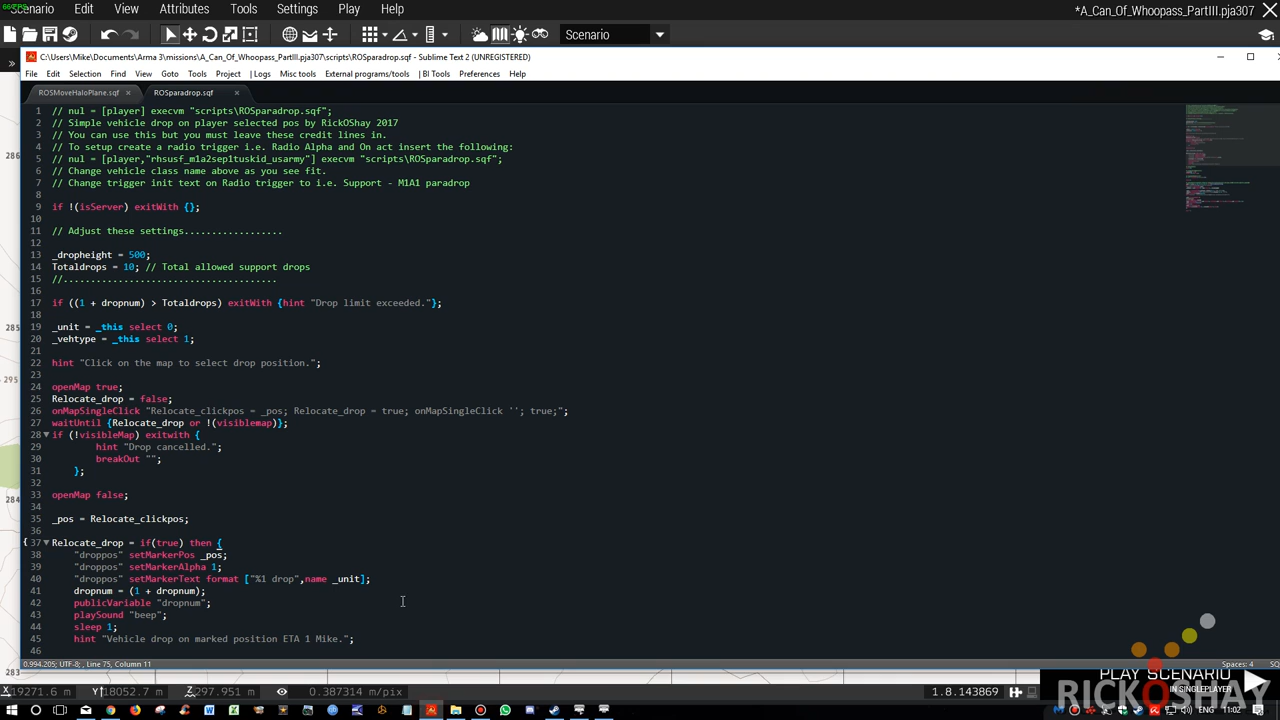 Scenario Edit View Attributes Tools Settings Play Help
*A_Can_Of_Whoopass_PartIII.pja307
Scenario
C:\Users\Mike\Documents\Arma 3\missions\A_Can_Of_Whoopass_PartIII.pja307\scripts\ROSparadrop.sqf - Sublime Text 2 (UNREGISTERED)
File Edit Selection Find View Goto Tools Project | Logs Misc tools External programs/tools | BI Tools Preferences Help
ROSMoveHaloPlane.sqf × ROSparadrop.sqf ×
1 // nul = [player] execvm "scripts\ROSparadrop.sqf";
2 // Simple vehicle drop on player selected pos by RickOShay 2017
3 // You can use this but you must leave these credit lines in.
4 // To setup create a radio trigger i.e. Radio Alpha and On act insert the following:
5 // nul = [player,"rhsusf_m1a2sep1tuskid_usarmy"] execvm "scripts\ROSparadrop.sqf";
6 // Change vehicle class name above as you see fit.
7 // Change trigger init text on Radio trigger to i.e. Support - M1A1 paradrop
8
9 if !(isServer) exitWith {};
10
11 // Adjust these settings..................
12
13 _dropheight = 500;
14 Totaldrops = 10; // Total allowed support drops
15 //.......................................
16
17 if ((1 + dropnum) > Totaldrops) exitWith {hint "Drop limit exceeded."};
18
19 _unit = _this select 0;
20 _vehtype = _this select 1;
21
22 hint "Click on the map to select drop position.";
23
24 openMap true;
25 Relocate_drop = false;
26 onMapSingleClick "Relocate_clickpos = _pos; Relocate_drop = true; onMapSingleClick ''; true;";
27 waitUntil {Relocate_drop or !(visiblemap)};
28 if (!visibleMap) exitwith {
29 hint "Drop cancelled.";
30 breakOut "";
31 };
32
33 openMap false;
34
35 _pos = Relocate_clickpos;
36
37 Relocate_drop = if(true) then {
38 "droppos" setMarkerPos _pos;
39 "droppos" setMarkerAlpha 1;
40 "droppos" setMarkerText format ["%1 drop",name _unit];
41 dropnum = (1 + dropnum);
42 publicVariable "dropnum";
43 playSound "beep";
44 sleep 1;
45 hint "Vehicle drop on marked position ETA 1 Mike.";
46
286
285
295
284
283
0.994.205; UTF-8; , Line 75, Column 11
Spaces: 4
SQ
X 19271.6 m Y 18052.7 m Z 297.951 m 0.387314 m/pix
1.8.143869
PLAY SCENARIO
IN SINGLEPLAYER
RICKOSHAY
ENG 11:02